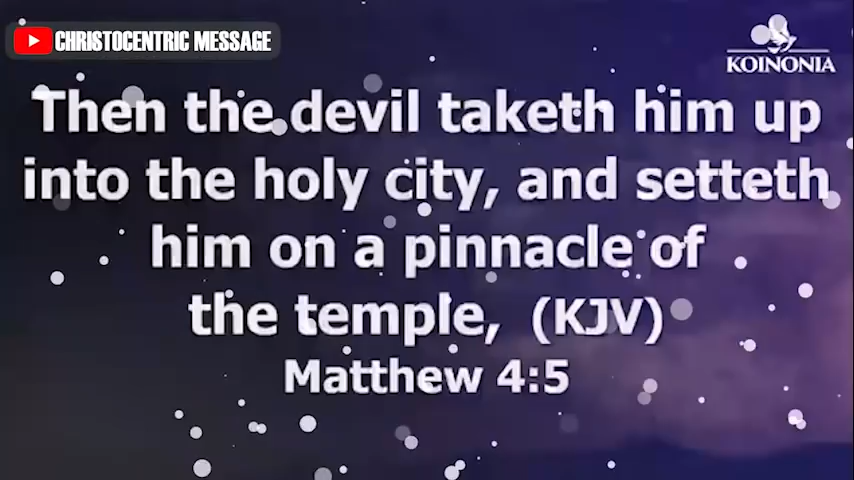 CHRISTOCENTRIC MESSAGE
KOINONIA
Then the devil taketh him up
into the holy city, and setteth
him on a pinnacle of
the temple, (KJV)
Matthew 4:5